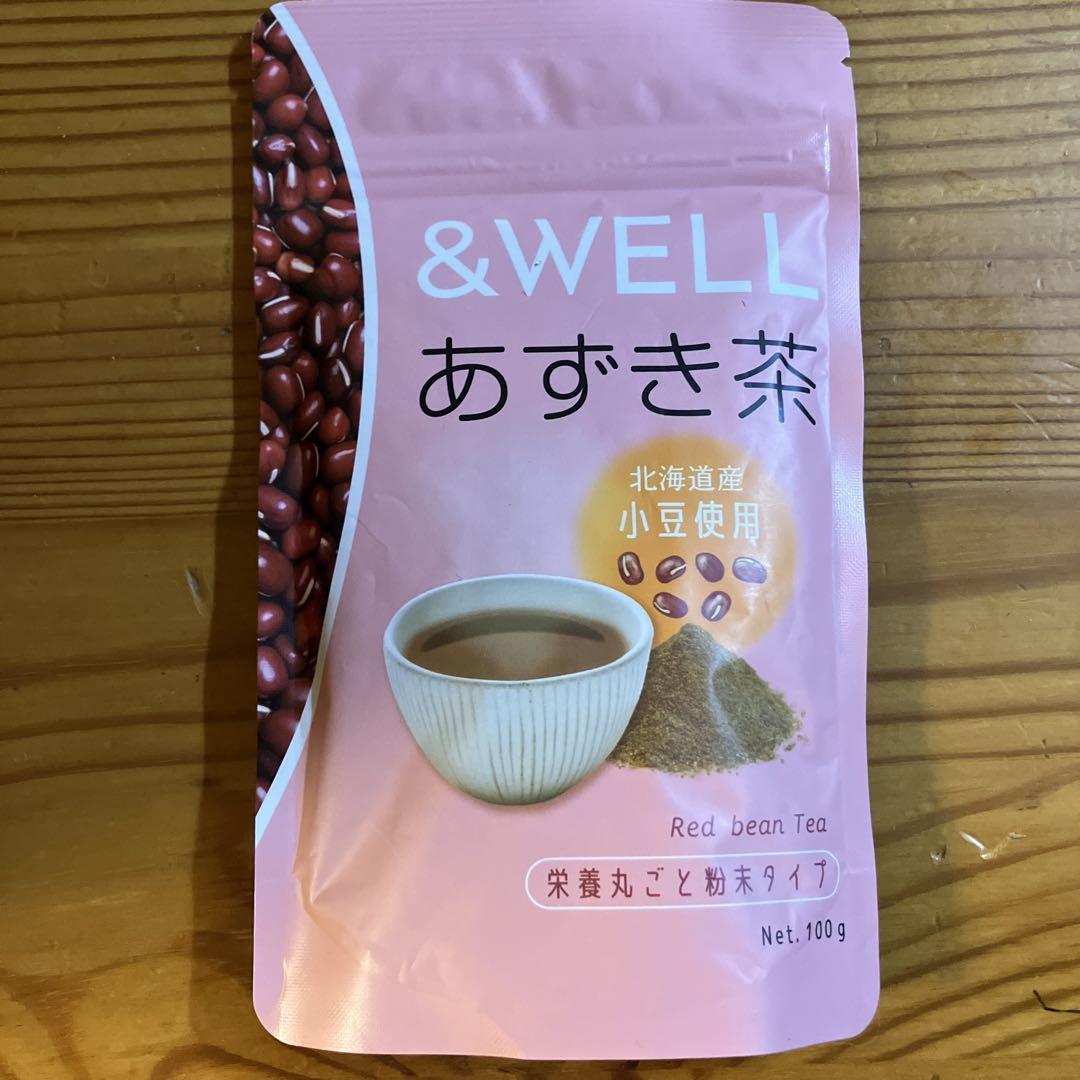 &WELL
あずき茶
北海道産
小豆使用
Red bean Tea
栄養丸ごと粉末タイプ
Net. 100g